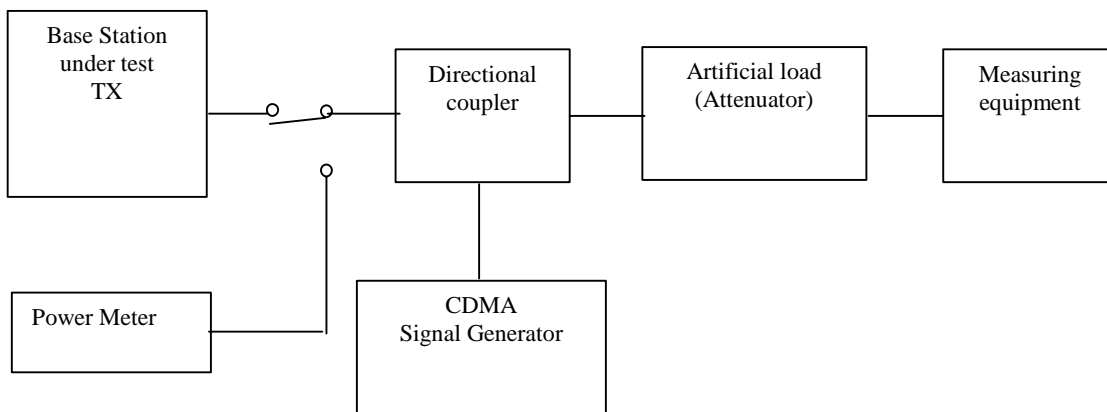 Base Station
under test
TX
Directional
coupler
Artificial load
(Attenuator)
Measuring
equipment
Power Meter
CDMA
Signal Generator